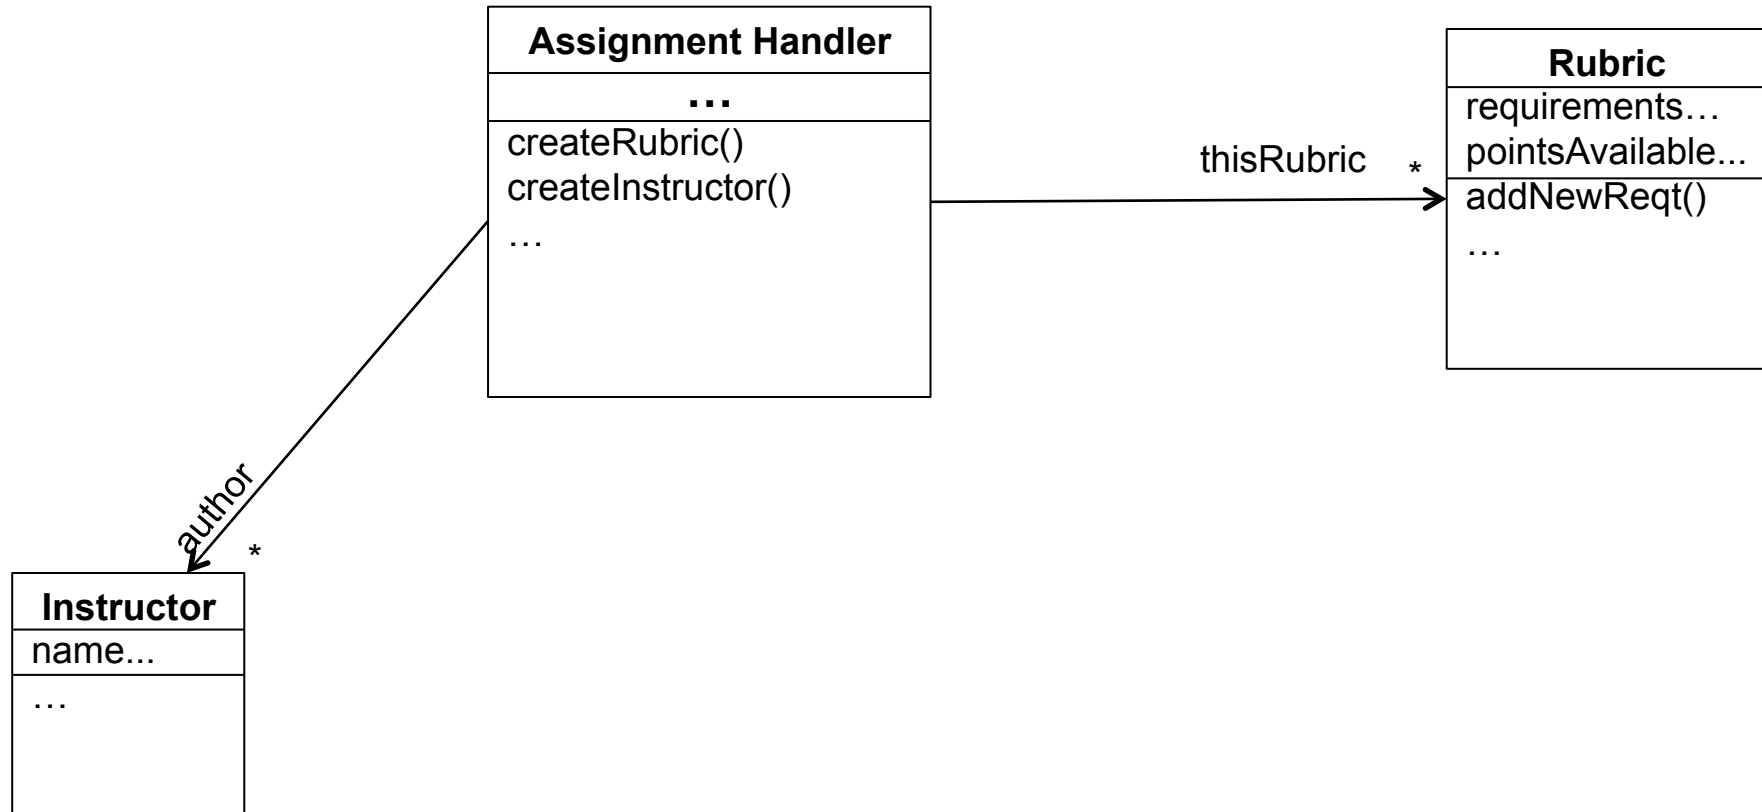 Assignment Handler
…
createRubric()
createInstructor()
…
thisRubric *
Rubric
requirements…
pointsAvailable...
addNewReqt()
…
author
*
Instructor
name...
…